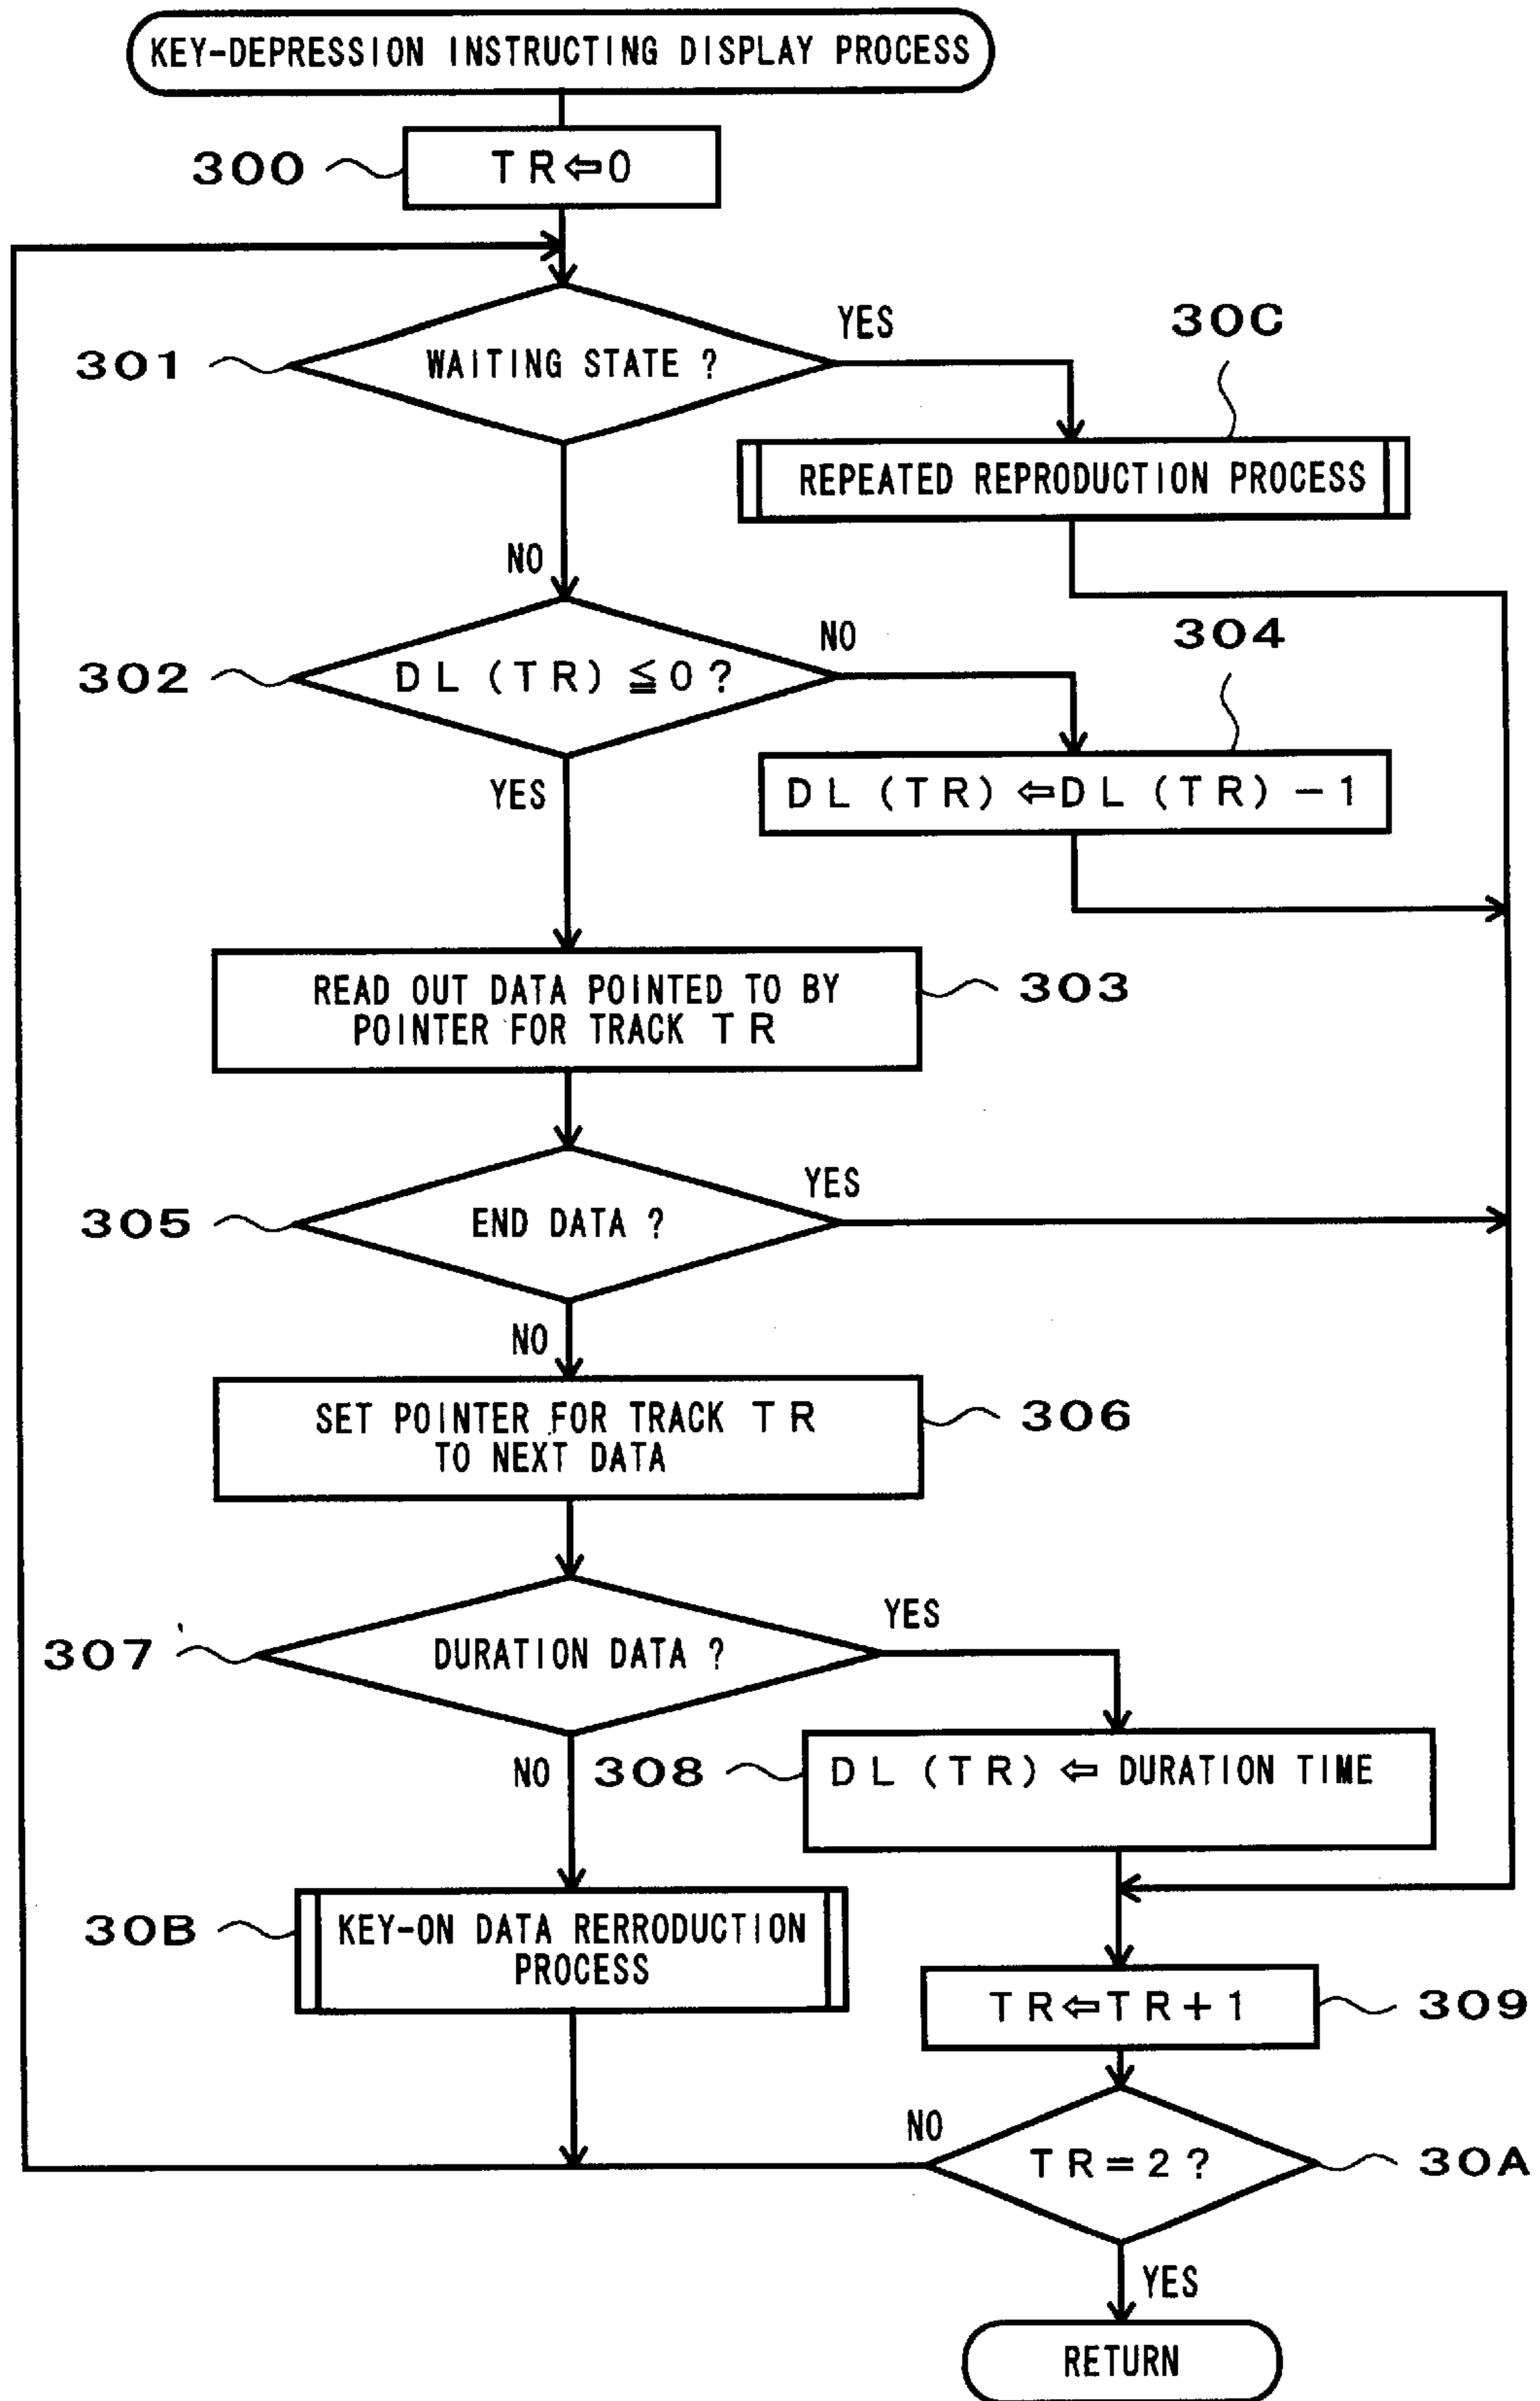 KEY-DEPRESSION INSTRUCTING DISPLAY PROCESS
300
TR⇦0
301
WAITING STATE ?
YES
30C
REPEATED REPRODUCTION PROCESS
NO
302
DL (TR) ≦0?
NO
304
YES
DL (TR) ⇦DL (TR) −1
READ OUT DATA POINTED TO BY
POINTER FOR TRACK TR
303
305
END DATA ?
YES
NO
SET POINTER FOR TRACK TR
TO NEXT DATA
306
307
DURATION DATA ?
YES
NO
308
DL (TR) ⇦ DURATION TIME
30B
KEY-ON DATA RERRODUCTION
PROCESS
TR⇦TR+1
309
NO
TR=2?
30A
YES
RETURN